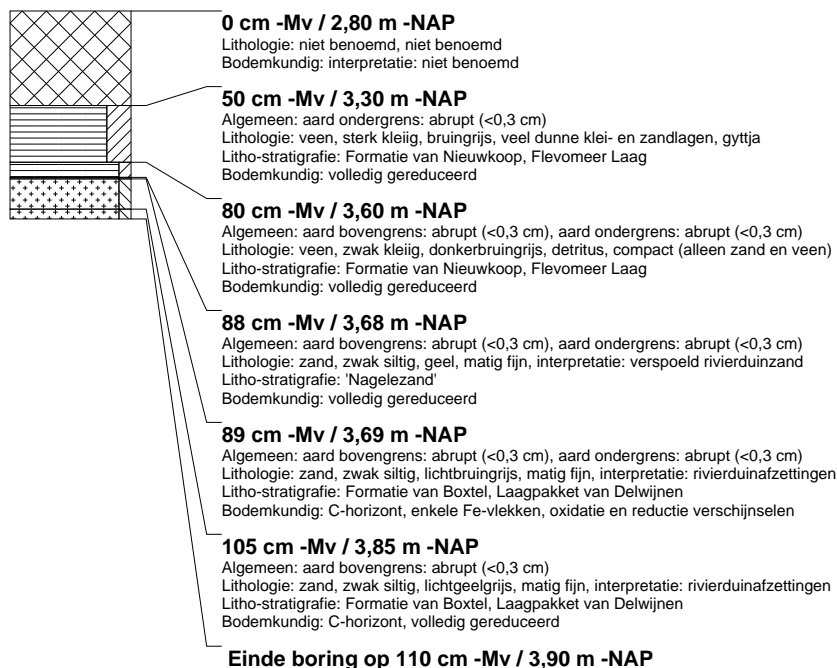 0 cm -Mv / 2,80 m -NAP
Lithologie: niet benoemd, niet benoemd
Bodemkundig: interpretatie: niet benoemd
50 cm -Mv / 3,30 m -NAP
Algemeen: aard ondergrens: abrupt (<0,3 cm)
Lithologie: veen, sterk kleiig, bruingrijs, veel dunne klei- en zandlagen, gyttja
Litho-stratigrafie: Formatie van Nieuwkoop, Flevomeer Laag
Bodemkundig: volledig gereduceerd
80 cm -Mv / 3,60 m -NAP
Algemeen: aard bovengrens: abrupt (<0,3 cm), aard ondergrens: abrupt (<0,3 cm)
Lithologie: veen, zwak kleiig, donkerbruingrijs, detritus, compact (alleen zand en veen)
Litho-stratigrafie: Formatie van Nieuwkoop, Flevomeer Laag
Bodemkundig: volledig gereduceerd
88 cm -Mv / 3,68 m -NAP
Algemeen: aard bovengrens: abrupt (<0,3 cm), aard ondergrens: abrupt (<0,3 cm)
Lithologie: zand, zwak siltig, geel, matig fijn, interpretatie: verspoeld rivierduinzand
Litho-stratigrafie: 'Nagelezand'
Bodemkundig: volledig gereduceerd
89 cm -Mv / 3,69 m -NAP
Algemeen: aard bovengrens: abrupt (<0,3 cm), aard ondergrens: abrupt (<0,3 cm)
Lithologie: zand, zwak siltig, lichtbruingrijs, matig fijn, interpretatie: rivierduinafzettingen
Litho-stratigrafie: Formatie van Boxtel, Laagpakket van Delwijnen
Bodemkundig: C-horizont, enkele Fe-vlekken, oxidatie en reductie verschijnselen
105 cm -Mv / 3,85 m -NAP
Algemeen: aard bovengrens: abrupt (<0,3 cm)
Lithologie: zand, zwak siltig, lichtgeelgrijs, matig fijn, interpretatie: rivierduinafzettingen
Litho-stratigrafie: Formatie van Boxtel, Laagpakket van Delwijnen
Bodemkundig: C-horizont, volledig gereduceerd
Einde boring op 110 cm -Mv / 3,90 m -NAP